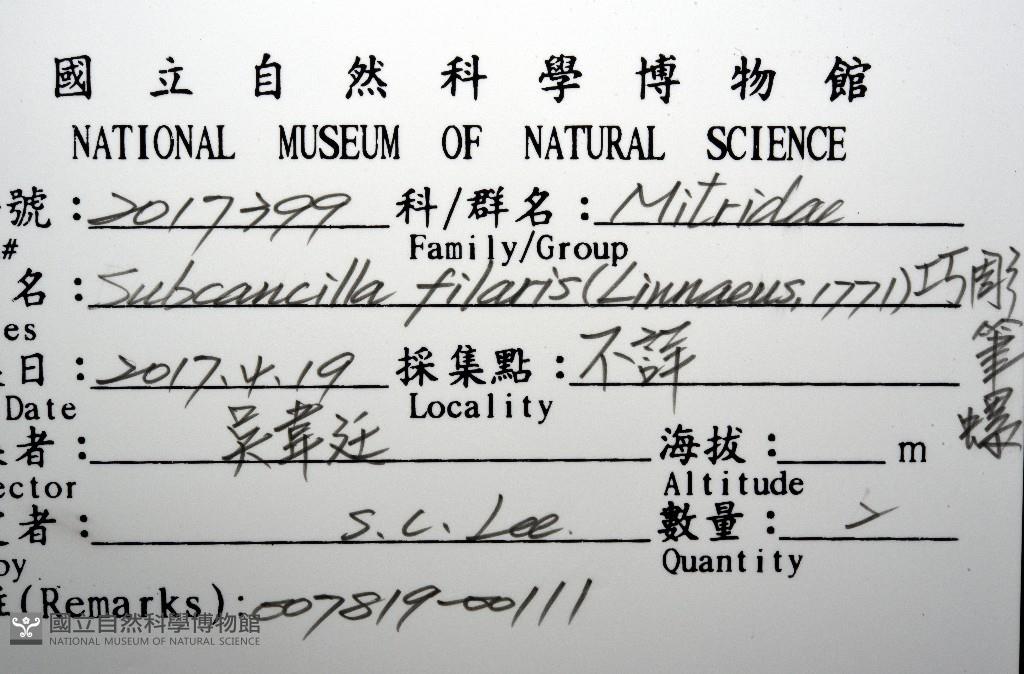 國立自然科學博物館
NATIONAL MUSEUM OF NATURAL SCIENCE
號：2017399 科/群名：Mitridae
# Family/Group
名：Subcancilla filaris (Linnaeus, 1771) 巧彫筆螺
es
日：2017.4.19 採集點：不詳
Date Locality
者：吳韋廷 海拔：m
ector Altitude
者：S. C. Lee. 數量：2
by Quantity
(Remarks)：007819-00111
國立自然科學博物館
NATIONAL MUSEUM OF NATURAL SCIENCE